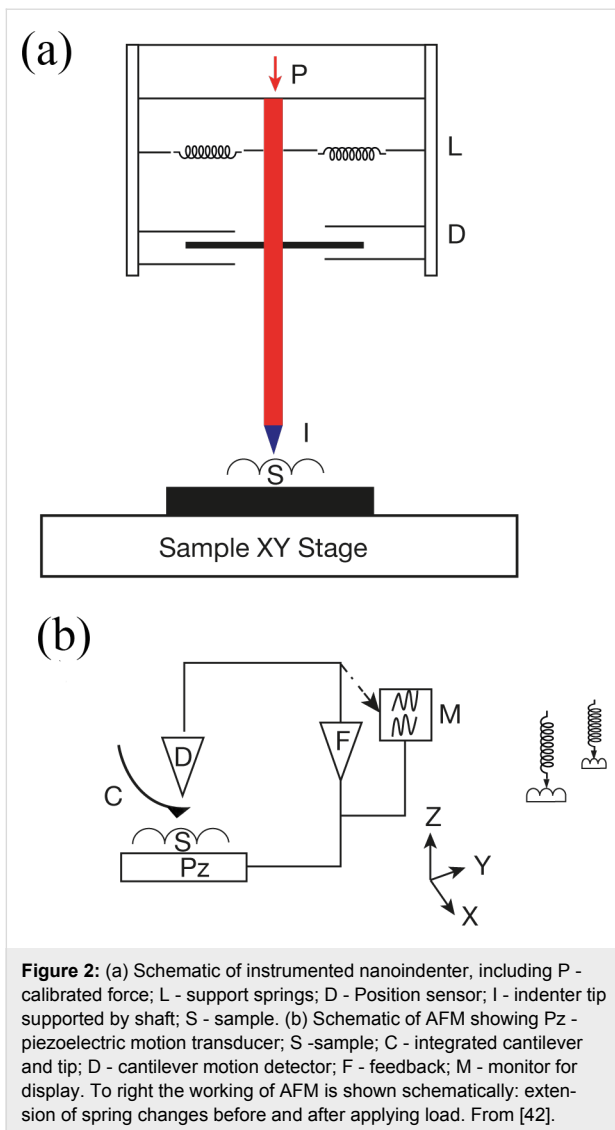 (a)
P
L
D
I
S
Sample XY Stage
(b)
D
F
M
C
S
Pz
Z
Y
X
Figure 2: (a) Schematic of instrumented nanoindenter, including P -
calibrated force; L - support springs; D - Position sensor; I - indenter tip
supported by shaft; S - sample. (b) Schematic of AFM showing Pz -
piezoelectric motion transducer; S -sample; C - integrated cantilever
and tip; D - cantilever motion detector; F - feedback; M - monitor for
display. To right the working of AFM is shown schematically: exten-
sion of spring changes before and after applying load. From [42].